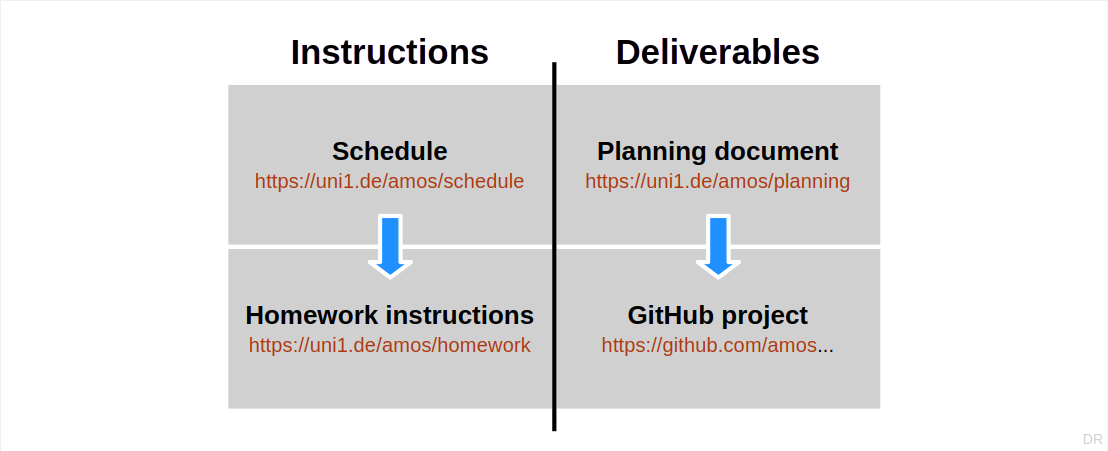 Instructions
Deliverables
Schedule
https://uni1.de/amos/schedule
Planning document
https://uni1.de/amos/planning
Homework instructions
https://uni1.de/amos/homework
GitHub project
https://github.com/amos...
DR